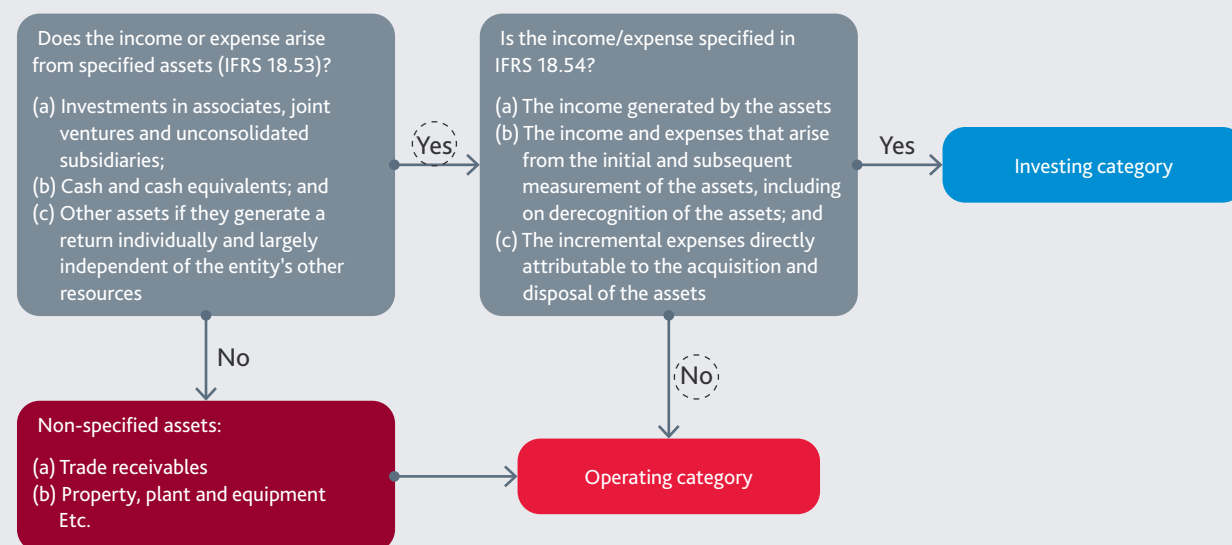 Does the income or expense arise
from specified assets (IFRS 18.53)?
(a) Investments in associates, joint
ventures and unconsolidated
subsidiaries;
(b) Cash and cash equivalents; and
(c) Other assets if they generate a
return individually and largely
independent of the entity's other
resources
Yes
Is the income/expense specified in
IFRS 18.54?
(a) The income generated by the assets
(b) The income and expenses that arise
from the initial and subsequent
measurement of the assets, including
on derecognition of the assets; and
(c) The incremental expenses directly
attributable to the acquisition and
disposal of the assets
Yes
Investing category
No
No
Non-specified assets:
(a) Trade receivables
(b) Property, plant and equipment
Etc.
Operating category